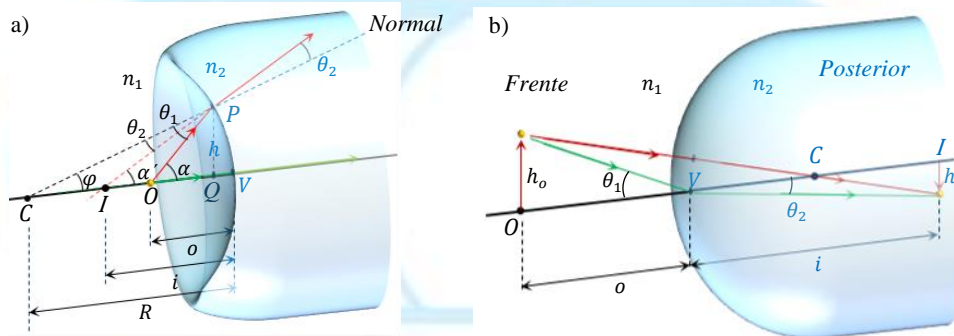 a)
Normal
n₁
n₂
θ₂
P
θ₁
θ₂
h
φ
α′
α
C
I
O
Q
V
o
i
R
b)
Frente
n₁
n₂
Posterior
hₒ
θ₁
V
C
I
h
θ₂
O
o
i